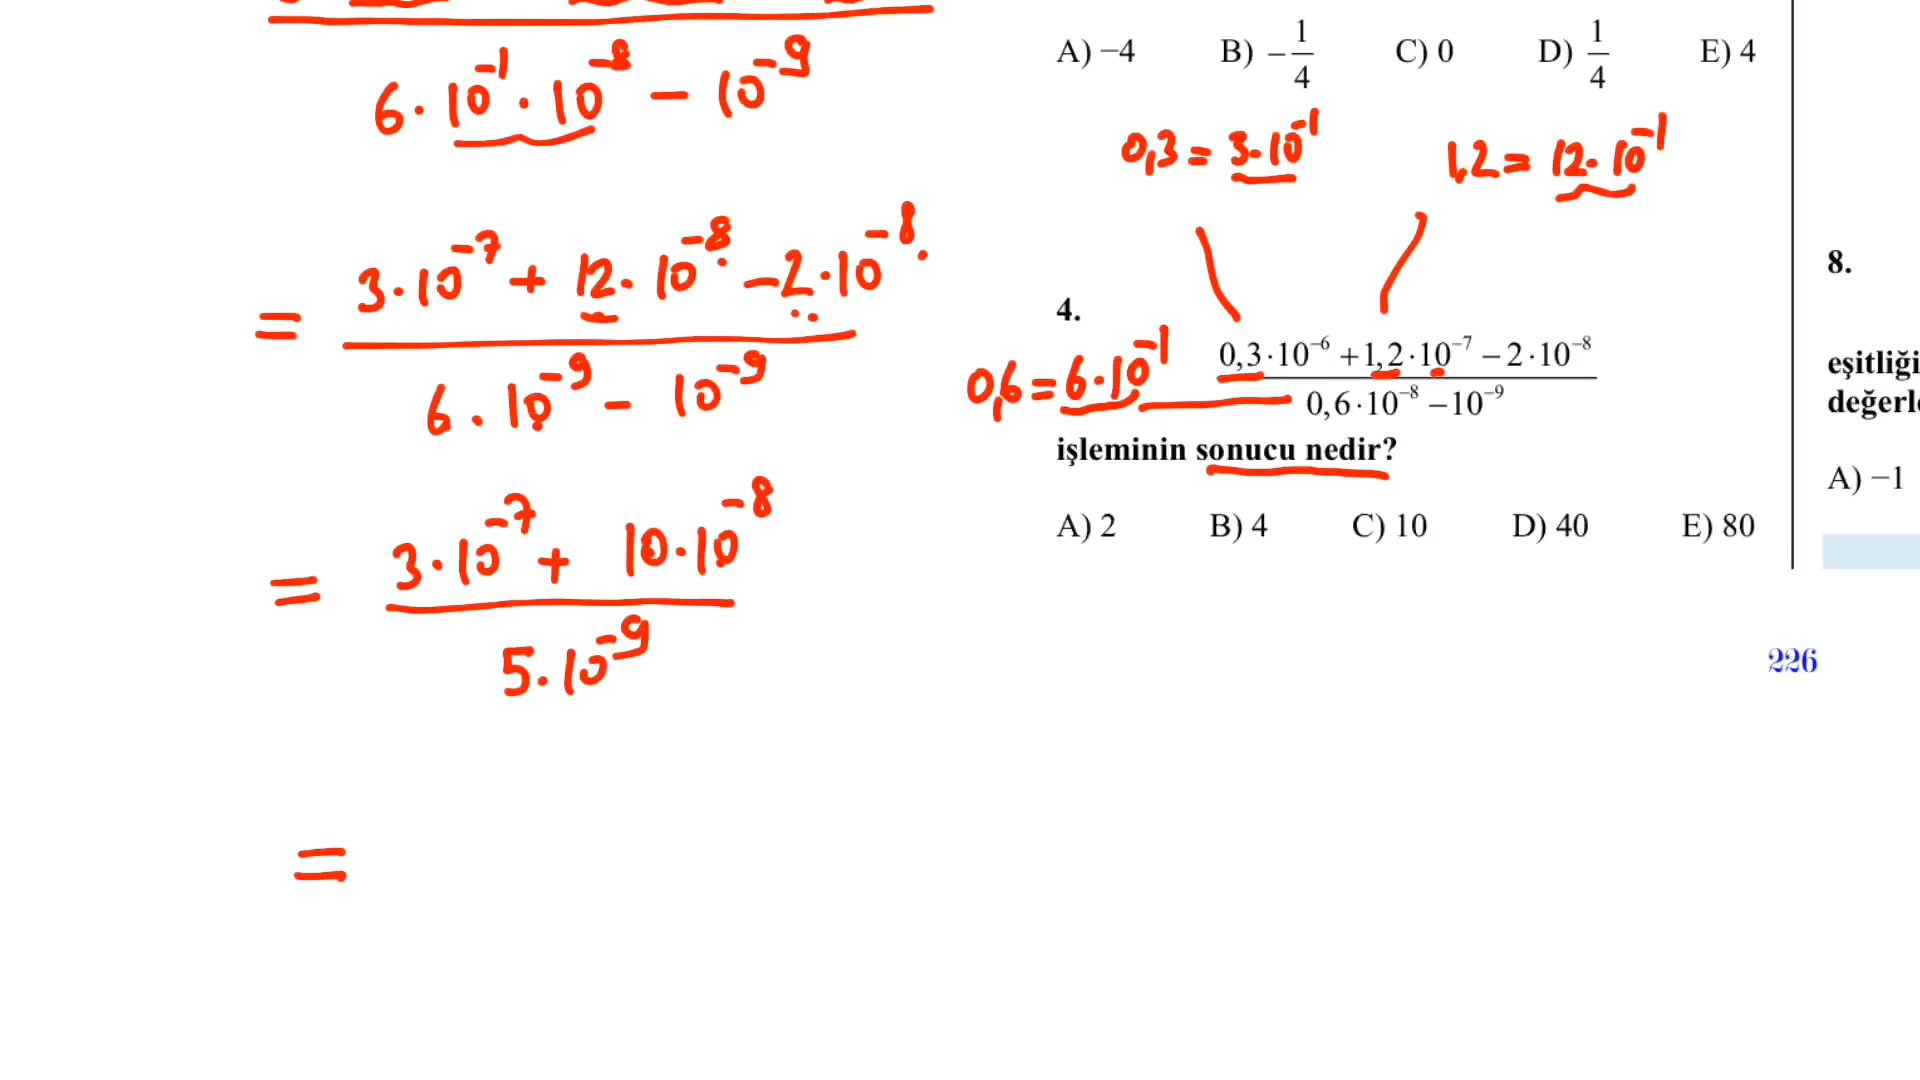 6 · 10⁻¹ · 10⁻⁸ − 10⁻⁹
= 3 · 10⁻⁷ + 12 · 10⁻⁸ − 2 · 10⁻⁸
6 · 10⁻⁹ − 10⁻⁹
= 3 · 10⁻⁷ + 10 · 10⁻⁸
5 · 10⁻⁹
=
A) −4 B) −1/4 C) 0 D) 1/4 E) 4
0,3 = 3 · 10⁻¹ 1,2 = 12 · 10⁻¹
4.
0,3 · 10⁻⁶ + 1,2 · 10⁻⁷ − 2 · 10⁻⁸
0,6 = 6 · 10⁻¹
0,6 · 10⁻⁸ − 10⁻⁹
işleminin sonucu nedir?
A) 2 B) 4 C) 10 D) 40 E) 80
8.
eşitliği
değerl
A) −1
226